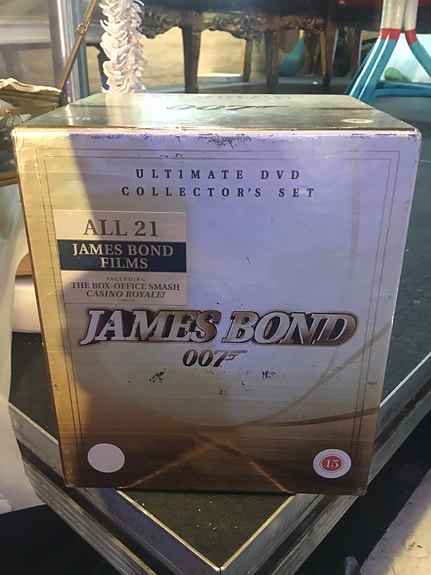 007
ULTIMATE DVD
COLLECTOR'S SET
ALL 21
JAMES BOND
FILMS
INCLUDING
THE BOX-OFFICE SMASH
CASINO ROYALE!
JAMES BOND
007
15